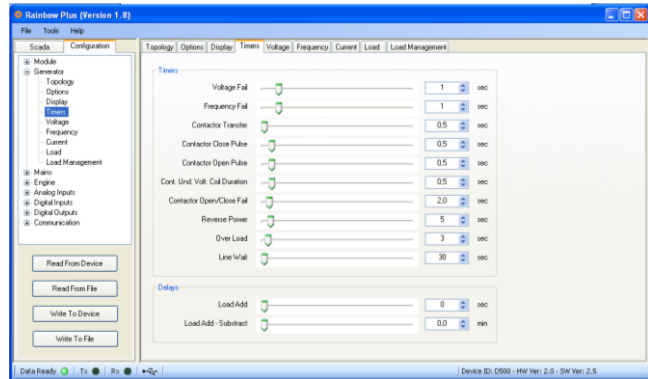 Rainbow Plus (Version 1.8)
File Tools Help
Scada Configuration
Module
Generator
Topology
Options
Display
Timers
Voltage
Frequency
Current
Load
Load Management
Mains
Engine
Analog Inputs
Digital Inputs
Digital Outputs
Communication
Read From Device
Read From File
Write To Device
Write To File
Topology Options Display Timers Voltage Frequency Current Load Load Management
Timers
Voltage Fail 1 sec
Frequency Fail 1 sec
Contactor Transfer 0,5 sec
Contactor Close Pulse 0,5 sec
Contactor Open Pulse 0,5 sec
Cont. Und. Volt. Coil Duration 0,5 sec
Contactor Open/Close Fail 2,0 sec
Reverse Power 5 sec
Over Load 3 sec
Line Wait 30 sec
Delays
Load Add 0 sec
Load Add - Substract 0,0 min
Data Ready Tx Rx Device ID: D500 - HW Ver: 2.0 - SW Ver: 2.5